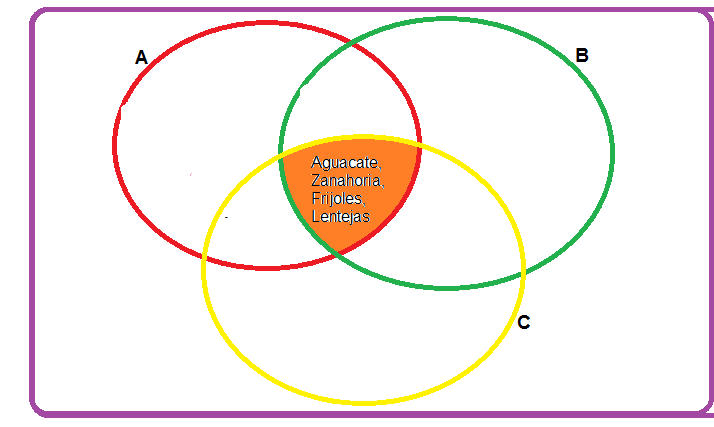 A
B
Aguacate,
Zanahoria,
Frijoles,
Lentejas
C